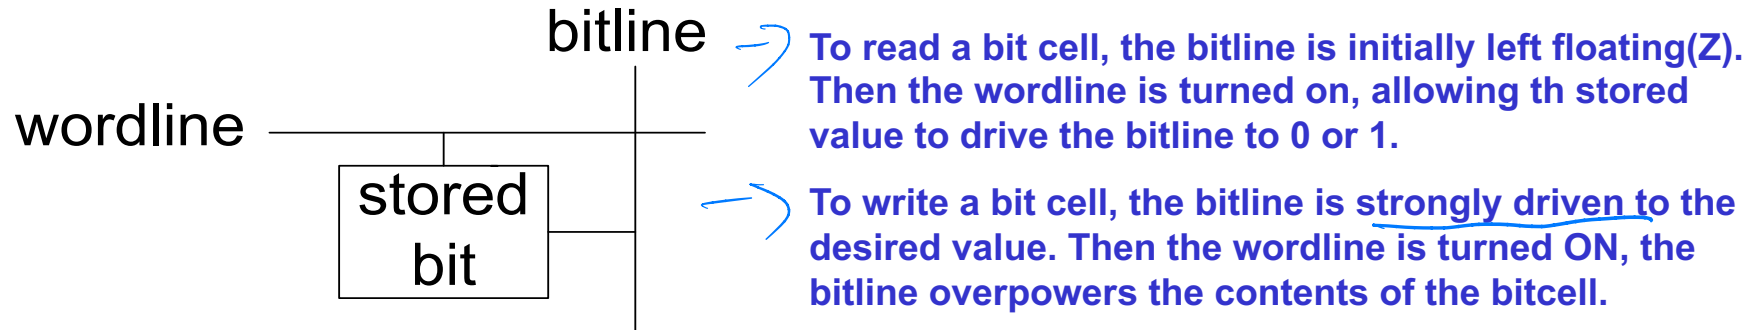 bitline
wordline
stored
bit
To read a bit cell, the bitline is initially left floating(Z).
Then the wordline is turned on, allowing th stored
value to drive the bitline to 0 or 1.
To write a bit cell, the bitline is strongly driven to the
desired value. Then the wordline is turned ON, the
bitline overpowers the contents of the bitcell.